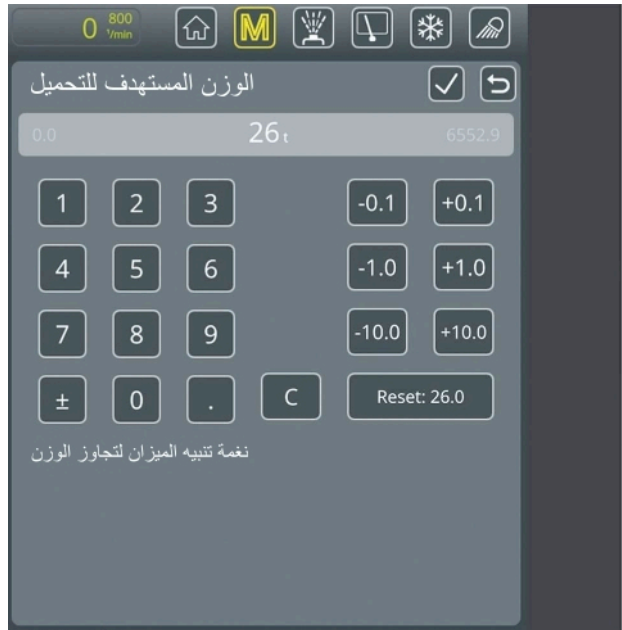 0 800 1/min M
الوزن المستهدف للتحميل
0.0 26 t 6552.9
1 2 3 -0.1 +0.1
4 5 6 -1.0 +1.0
7 8 9 -10.0 +10.0
± 0 . C Reset: 26.0
نغمة تنبيه الميزان لتجاوز الوزن